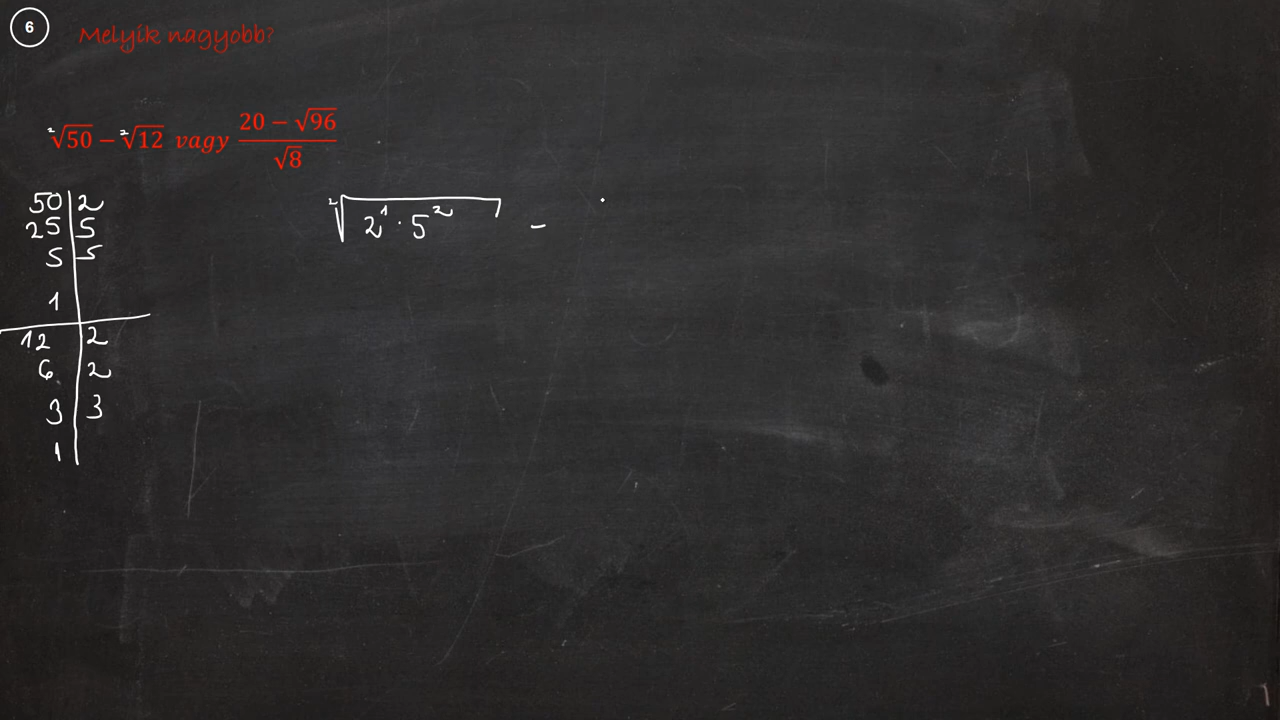 6 Melyik nagyobb?
²√50 − ²√12 vagy (20 − √96)/√8
50 | 2
25 | 5
5 | 5
1 |
12 | 2
6 | 2
3 | 3
1 |
²√(2¹ · 5²) −